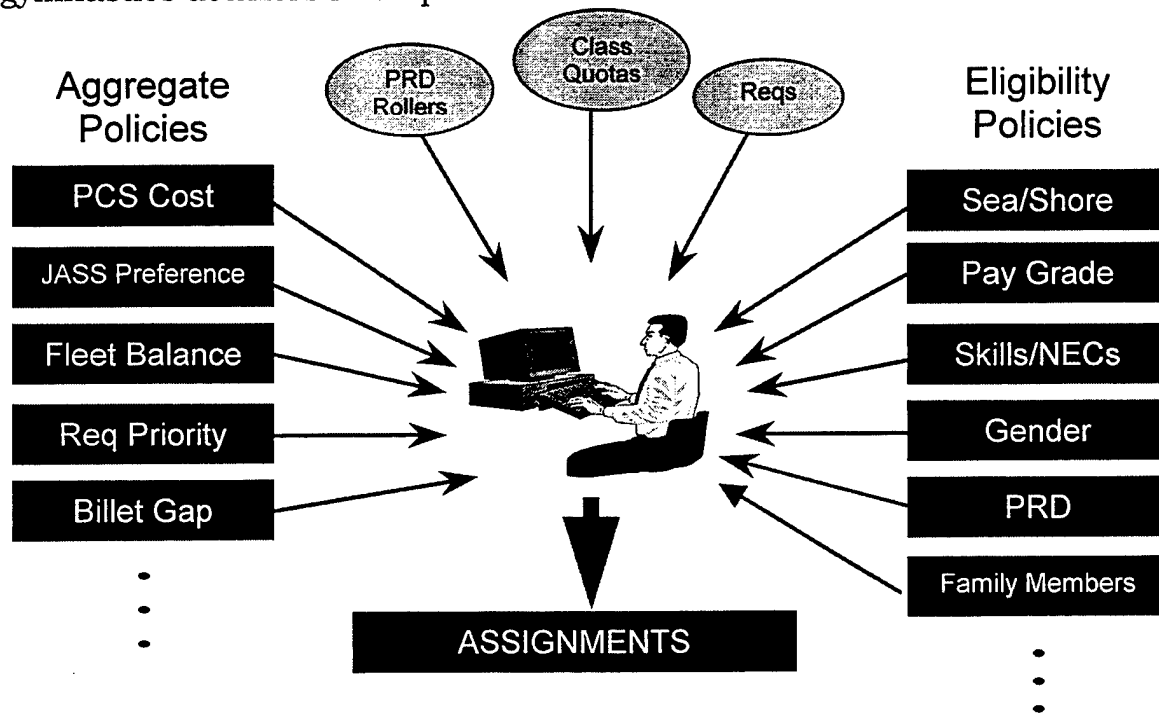 Aggregate
Policies
PCS Cost
JASS Preference
Fleet Balance
Req Priority
Billet Gap
PRD
Rollers
Class
Quotas
Reqs
ASSIGNMENTS
Eligibility
Policies
Sea/Shore
Pay Grade
Skills/NECs
Gender
PRD
Family Members